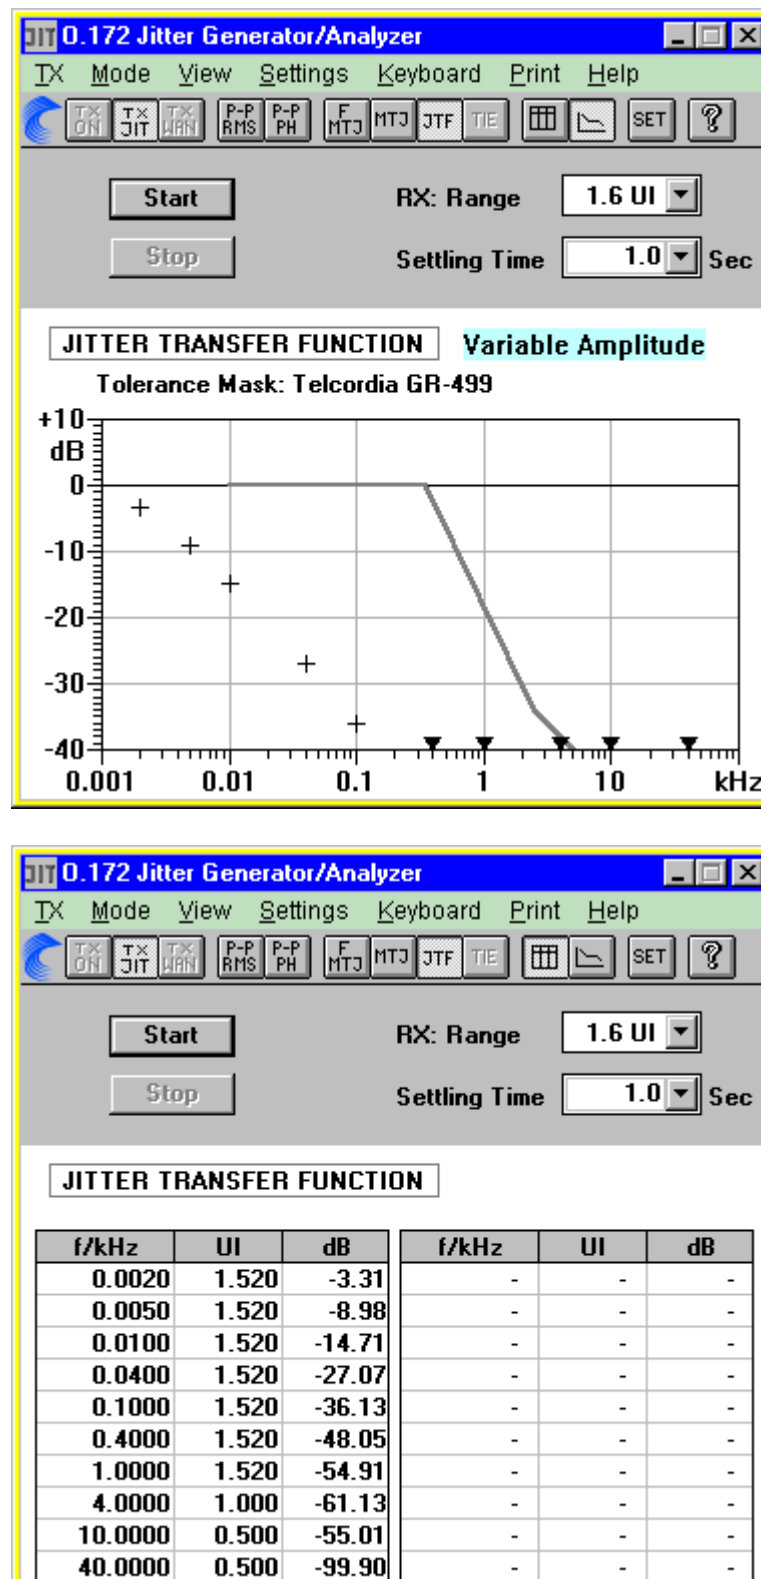 JIT O.172 Jitter Generator/Analyzer
TX Mode View Settings Keyboard Print Help
TX ON TX JIT TX WAN P-P RMS P-P PH F MTJ MTJ JTF TIE SET ?
Start RX: Range 1.6 UI
Stop Settling Time 1.0 Sec
JITTER TRANSFER FUNCTION Variable Amplitude
Tolerance Mask: Telcordia GR-499
+10
dB
0
-10
-20
-30
-40
0.001 0.01 0.1 1 10 kHz
JIT O.172 Jitter Generator/Analyzer
TX Mode View Settings Keyboard Print Help
TX ON TX JIT TX WAN P-P RMS P-P PH F MTJ MTJ JTF TIE SET ?
Start RX: Range 1.6 UI
Stop Settling Time 1.0 Sec
JITTER TRANSFER FUNCTION
f/kHz UI dB f/kHz UI dB
0.0020 1.520 -3.31 - - -
0.0050 1.520 -8.98 - - -
0.0100 1.520 -14.71 - - -
0.0400 1.520 -27.07 - - -
0.1000 1.520 -36.13 - - -
0.4000 1.520 -48.05 - - -
1.0000 1.520 -54.91 - - -
4.0000 1.000 -61.13 - - -
10.0000 0.500 -55.01 - - -
40.0000 0.500 -99.90 - - -